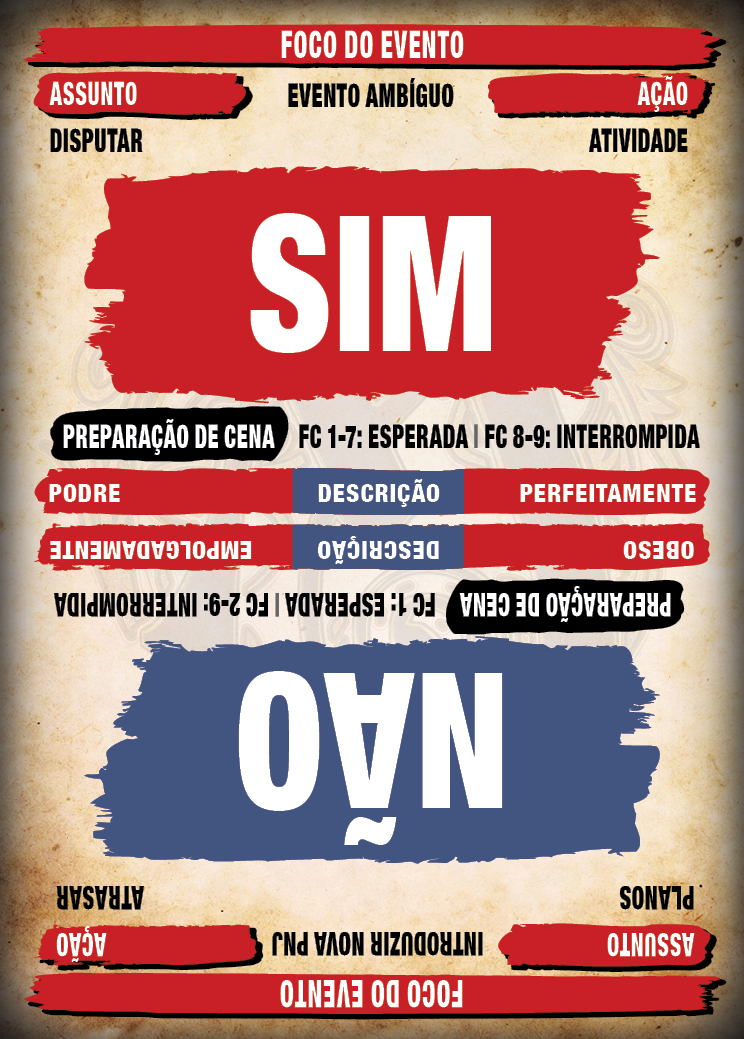 FOCO DO EVENTO
ASSUNTO EVENTO AMBÍGUO AÇÃO
DISPUTAR ATIVIDADE
SIM
PREPARAÇÃO DE CENA FC 1-7: ESPERADA | FC 8-9: INTERROMPIDA
PODRE DESCRIÇÃO PERFEITAMENTE
OBESO DESCRIÇÃO EMPOLGADAMENTE
PREPARAÇÃO DE CENA FC 1: ESPERADA | FC 2-9: INTERROMPIDA
NÃO
PLANOS ATRASAR
ASSUNTO INTRODUZIR NOVA PNJ AÇÃO
FOCO DO EVENTO